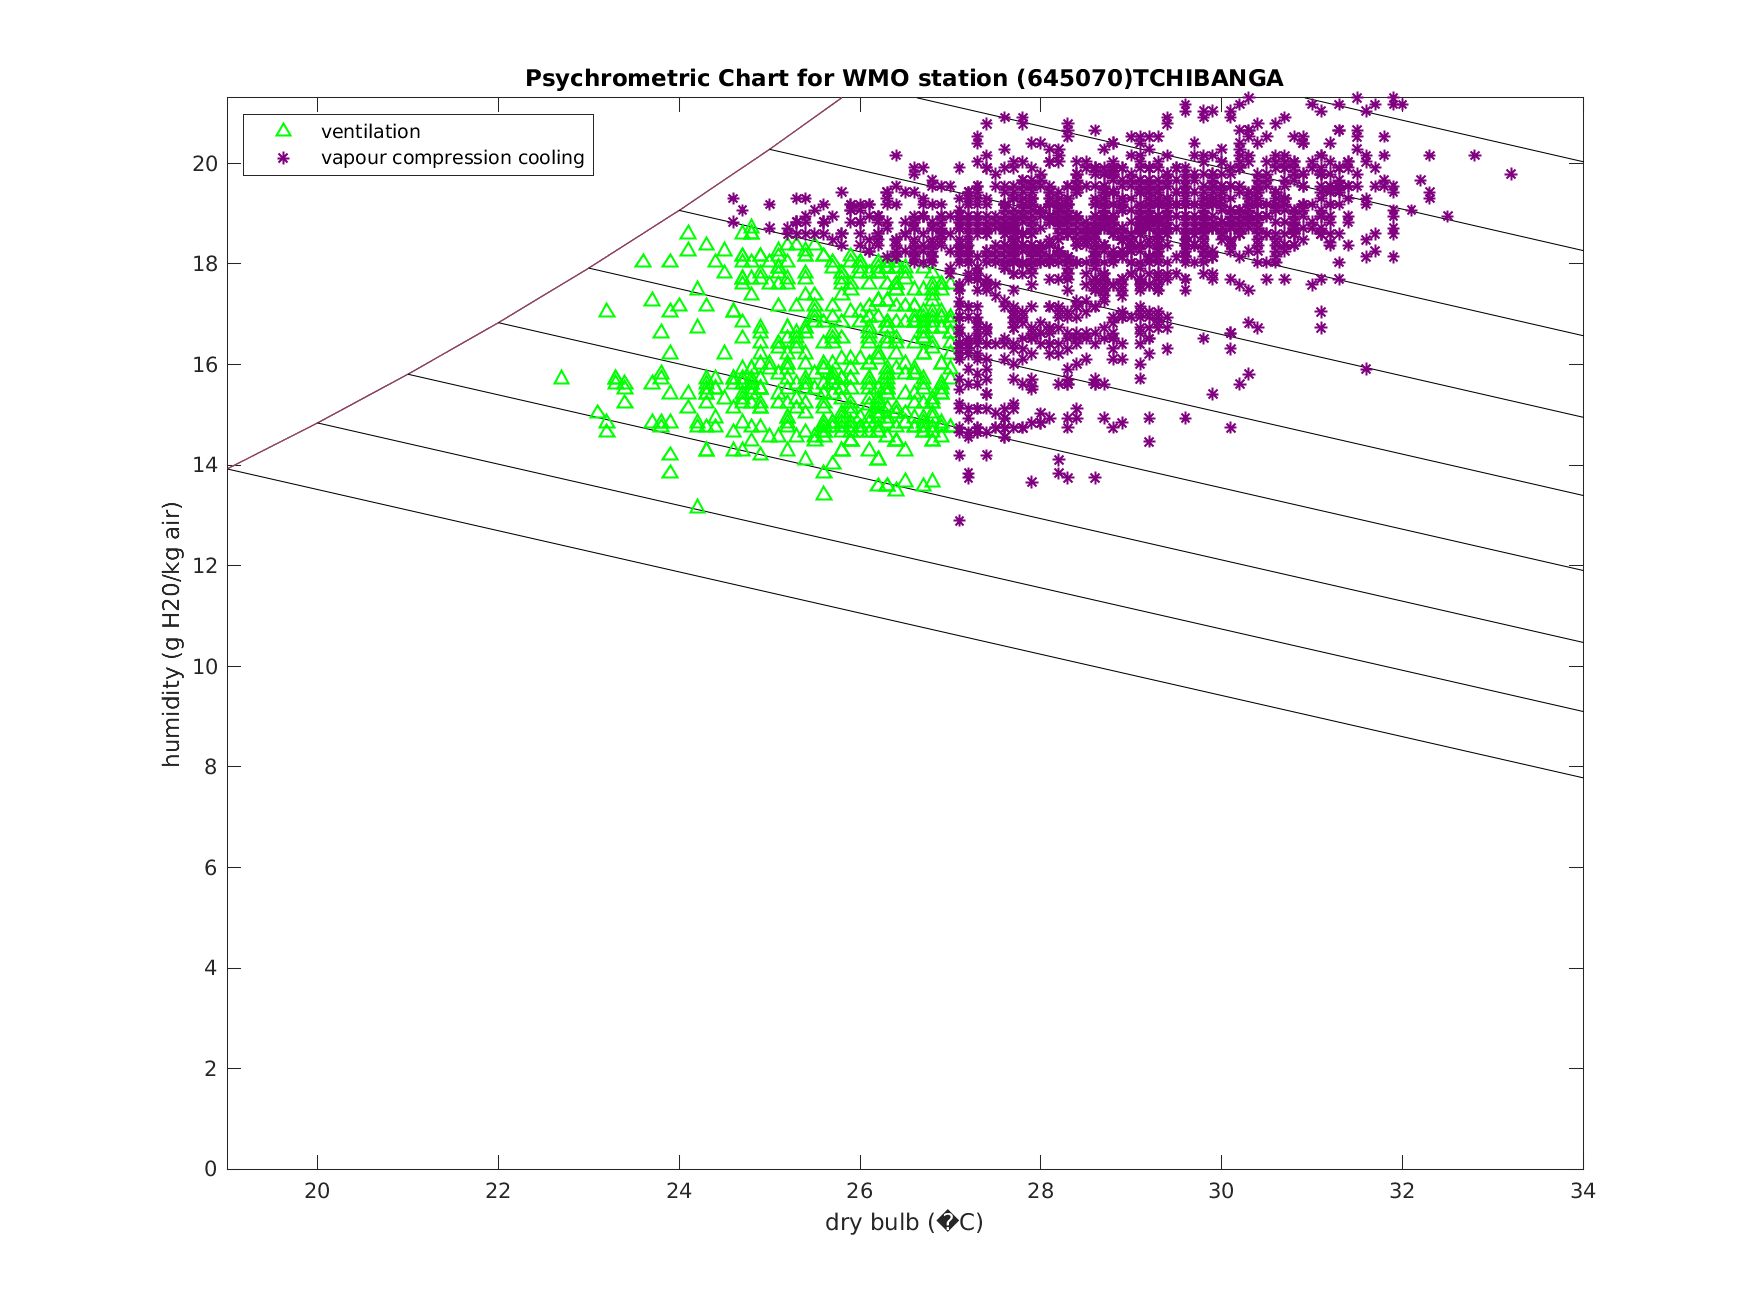 Psychrometric Chart for WMO station (645070)TCHIBANGA
ventilation
vapour compression cooling
20
18
16
14
12
10
8
6
4
2
0
humidity (g H20/kg air)
20 22 24 26 28 30 32 34
dry bulb (�C)